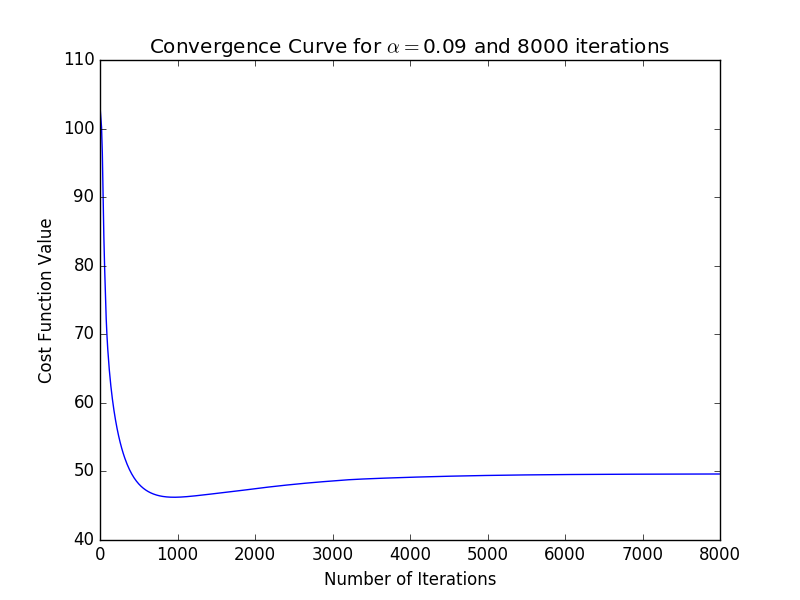 Convergence Curve for α = 0.09 and 8000 iterations
110
100
90
80
70
60
50
40
Cost Function Value
0 1000 2000 3000 4000 5000 6000 7000 8000
Number of Iterations